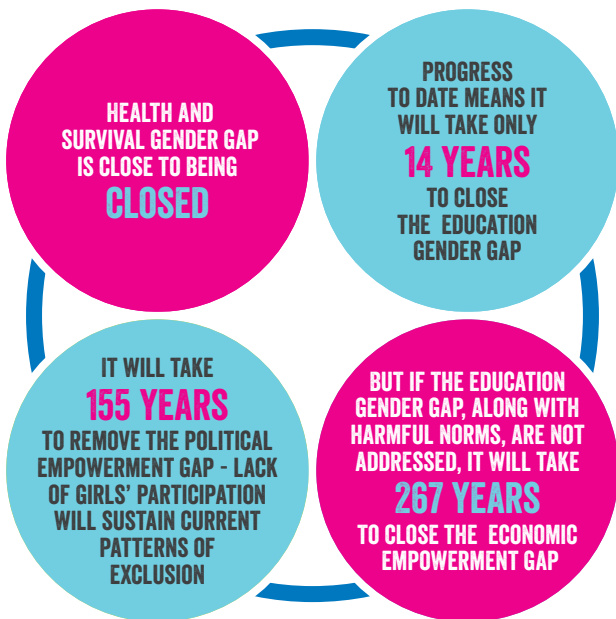 HEALTH AND
SURVIVAL GENDER GAP
IS CLOSE TO BEING
CLOSED
PROGRESS
TO DATE MEANS IT
WILL TAKE ONLY
14 YEARS
TO CLOSE
THE EDUCATION
GENDER GAP
IT WILL TAKE
155 YEARS
TO REMOVE THE POLITICAL
EMPOWERMENT GAP - LACK
OF GIRLS' PARTICIPATION
WILL SUSTAIN CURRENT
PATTERNS OF
EXCLUSION
BUT IF THE EDUCATION
GENDER GAP, ALONG WITH
HARMFUL NORMS, ARE NOT
ADDRESSED, IT WILL TAKE
267 YEARS
TO CLOSE THE ECONOMIC
EMPOWERMENT GAP